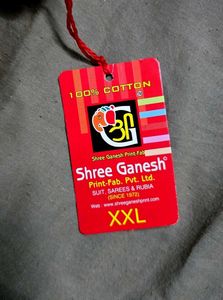 100% COTTON
Shree Ganesh Print-Fab
Shree Ganesh®
Print-Fab. Pvt. Ltd.
SUIT, SAREES & RUBIA
(SINCE 1972)
Web : www.shreeganeshprint.com
XXL